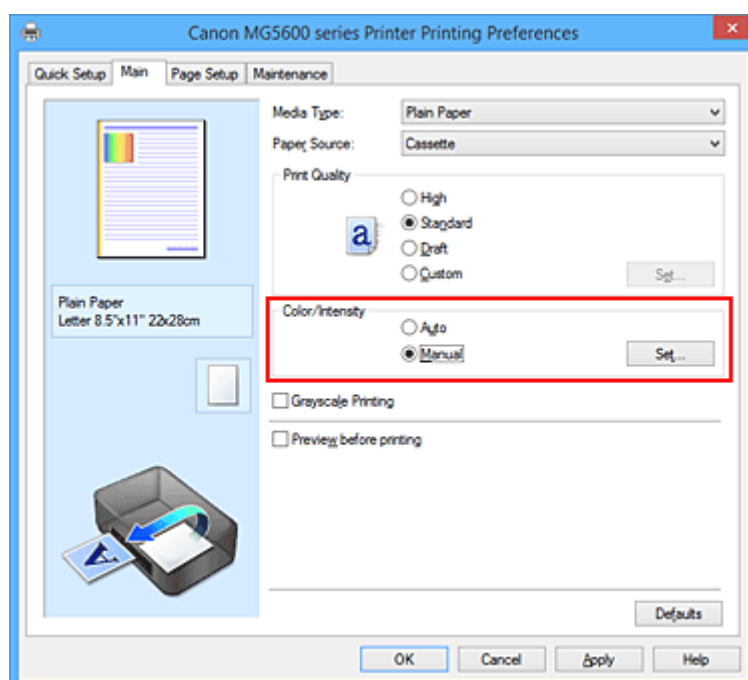 Canon MG5600 series Printer Printing Preferences
Quick Setup Main Page Setup Maintenance
Media Type: Plain Paper
Paper Source: Cassette
Print Quality
High
Standard
Draft
Custom Set...
a
Plain Paper
Letter 8.5"x11" 22x28cm
Color/Intensity
Auto
Manual Set...
Grayscale Printing
Preview before printing
A
Defaults
OK Cancel Apply Help